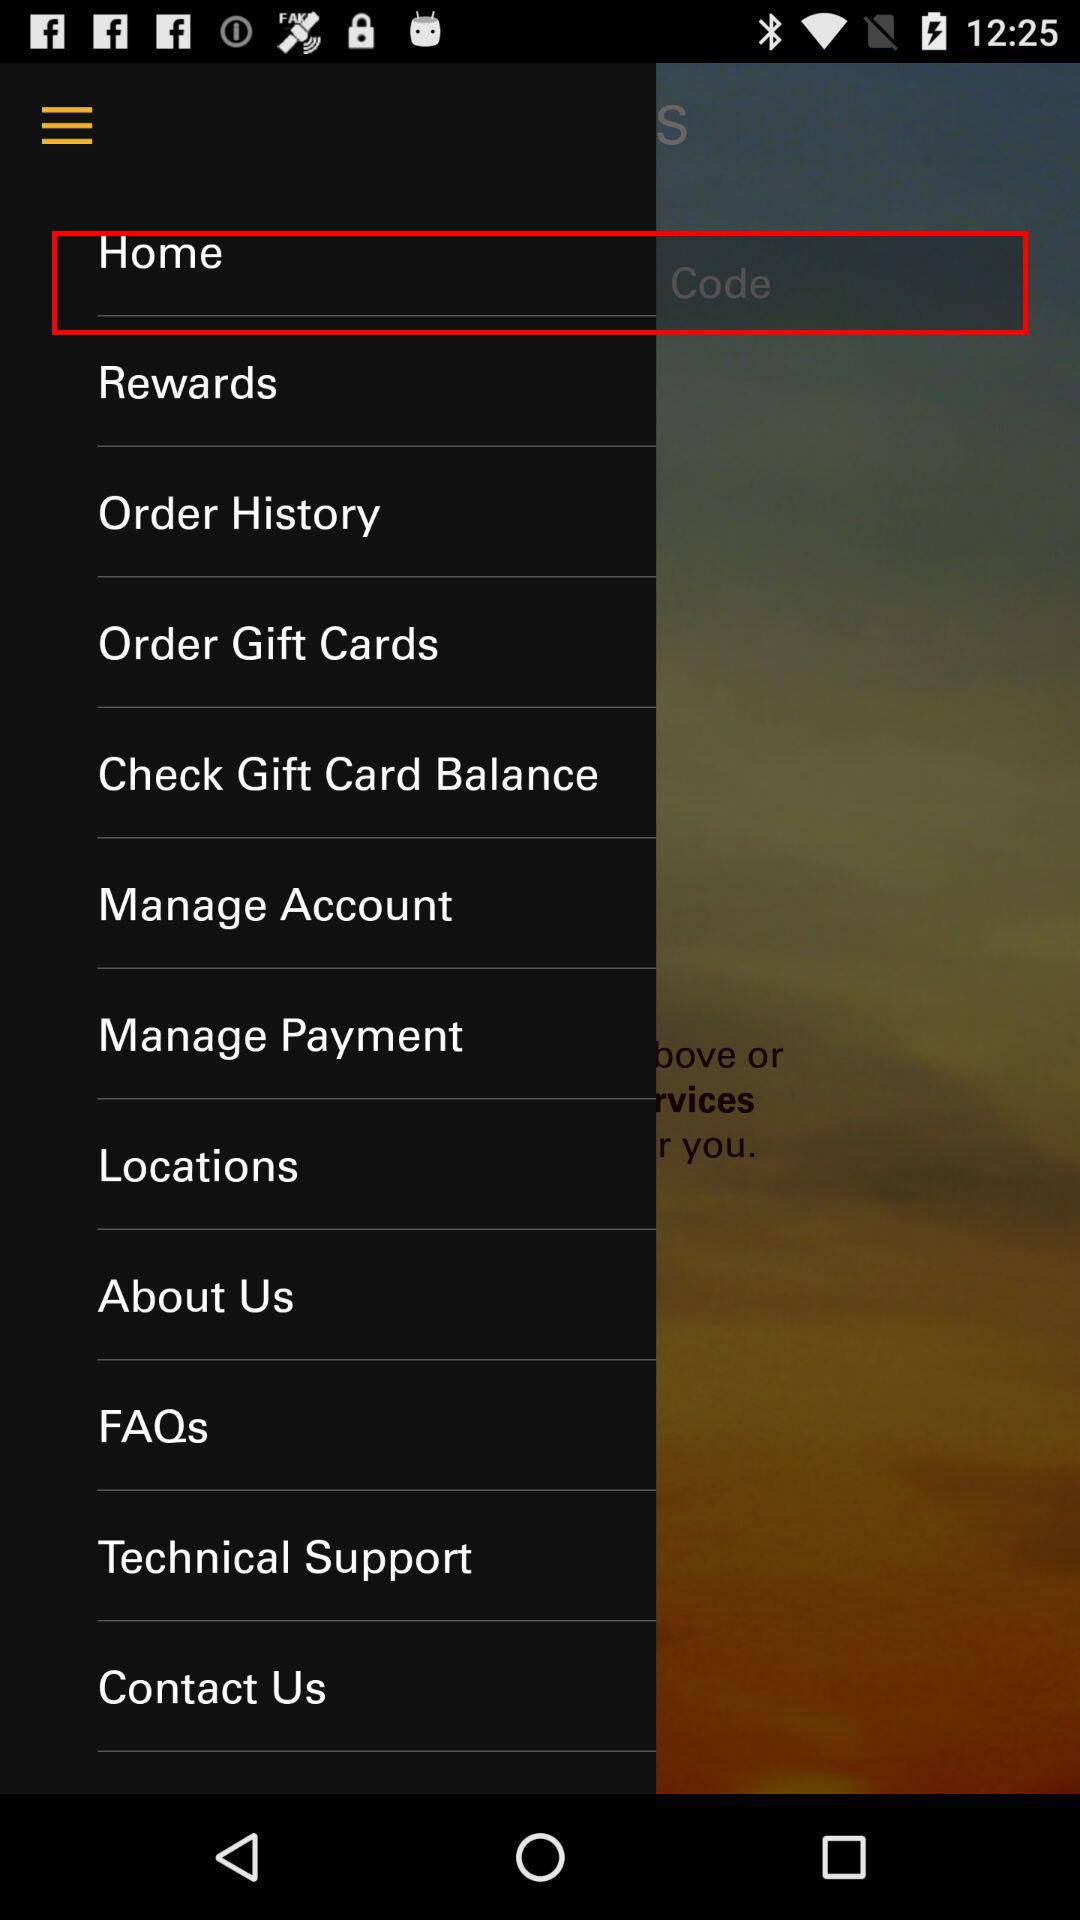 FAKE
12:25
S
Home
Code
Rewards
Order History
Order Gift Cards
Check Gift Card Balance
Manage Account
Manage Payment
bove or
Locations
rvices
r you.
About Us
FAQs
Technical Support
Contact Us